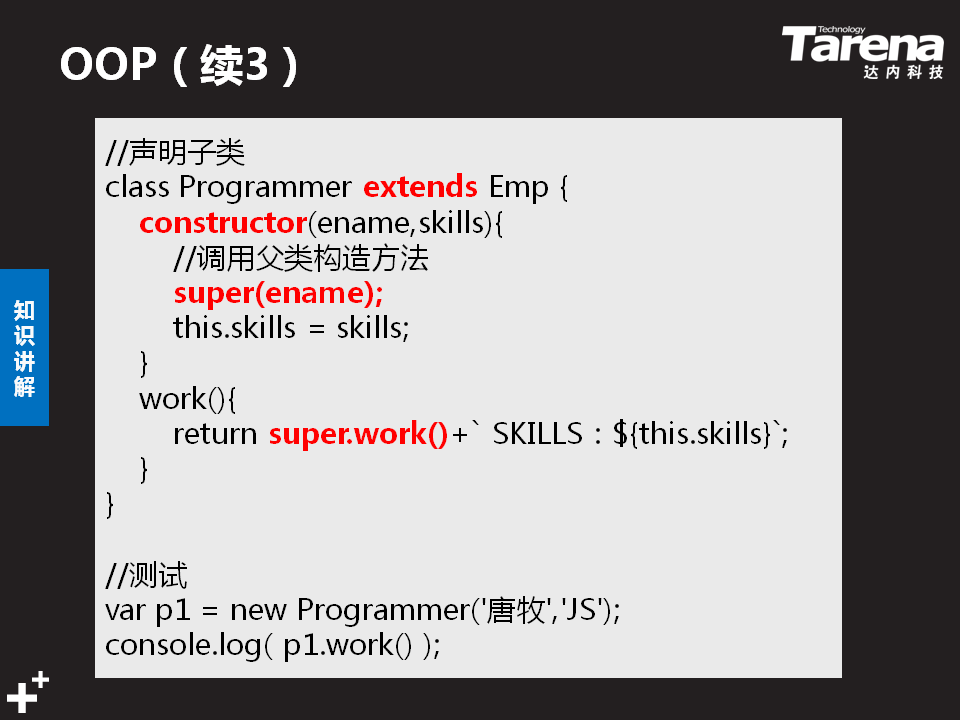 OOP（续3）
Technology
Tarena
达内科技
知识讲解
//声明子类
class Programmer extends Emp {
constructor(ename,skills){
//调用父类构造方法
super(ename);
this.skills = skills;
}
work(){
return super.work()+` SKILLS：${this.skills}`;
}
}
//测试
var p1 = new Programmer('唐牧','JS');
console.log( p1.work() );